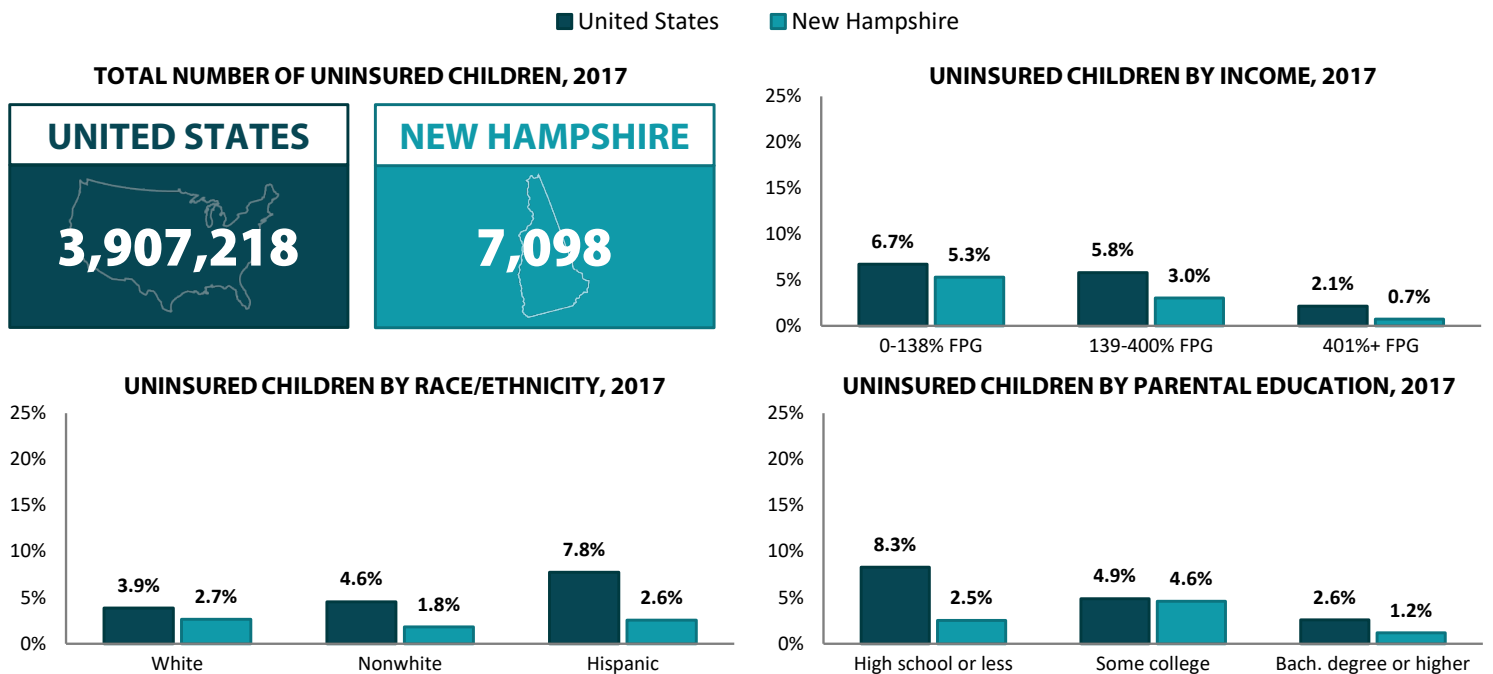 United States New Hampshire
TOTAL NUMBER OF UNINSURED CHILDREN, 2017
UNITED STATES
3,907,218
NEW HAMPSHIRE
7,098
UNINSURED CHILDREN BY INCOME, 2017
25%
20%
15%
10%
5%
0%
6.7% 5.3% 5.8% 3.0% 2.1% 0.7%
0-138% FPG 139-400% FPG 401%+ FPG
UNINSURED CHILDREN BY RACE/ETHNICITY, 2017
25%
20%
15%
10%
5%
0%
3.9% 2.7% 4.6% 1.8% 7.8% 2.6%
White Nonwhite Hispanic
UNINSURED CHILDREN BY PARENTAL EDUCATION, 2017
25%
20%
15%
10%
5%
0%
8.3% 2.5% 4.9% 4.6% 2.6% 1.2%
High school or less Some college Bach. degree or higher